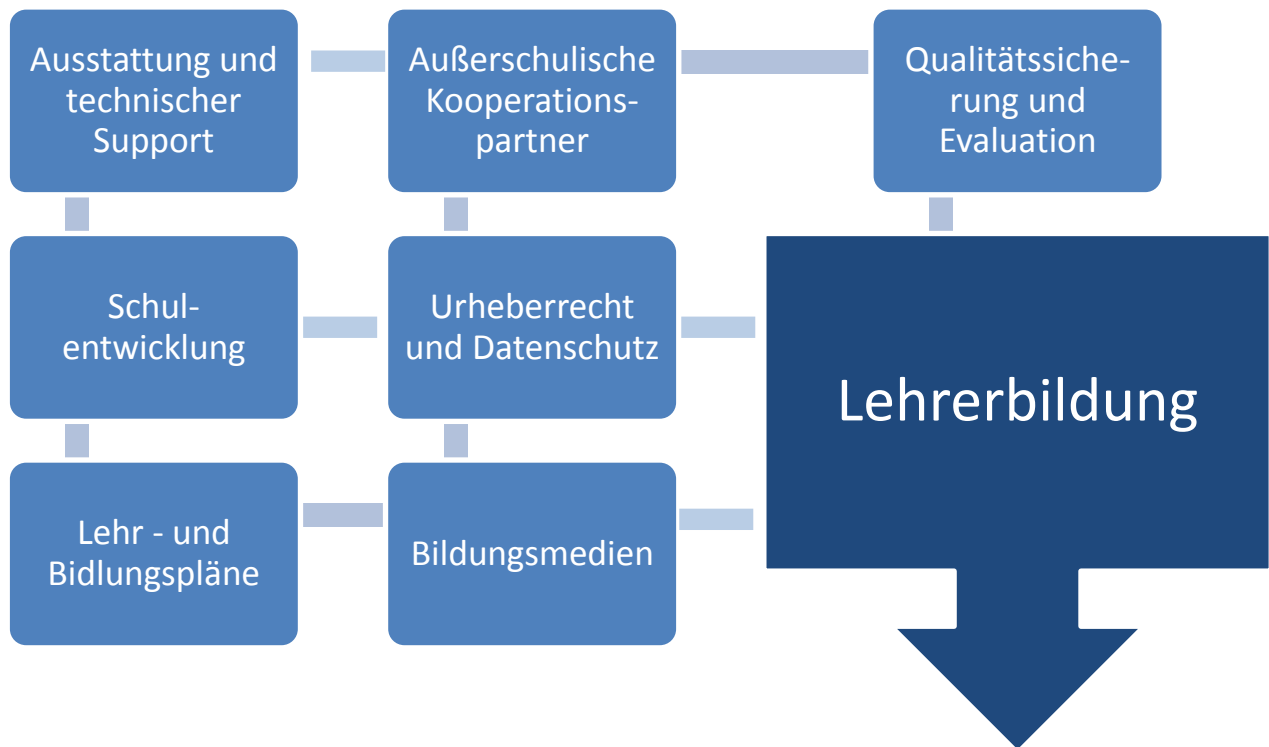 Ausstattung und
technischer
Support
Außerschulische
Kooperations-
partner
Qualitätssiche-
rung und
Evaluation
Schul-
entwicklung
Urheberrecht
und Datenschutz
Lehrerbildung
Lehr - und
Bidlungspläne
Bildungsmedien